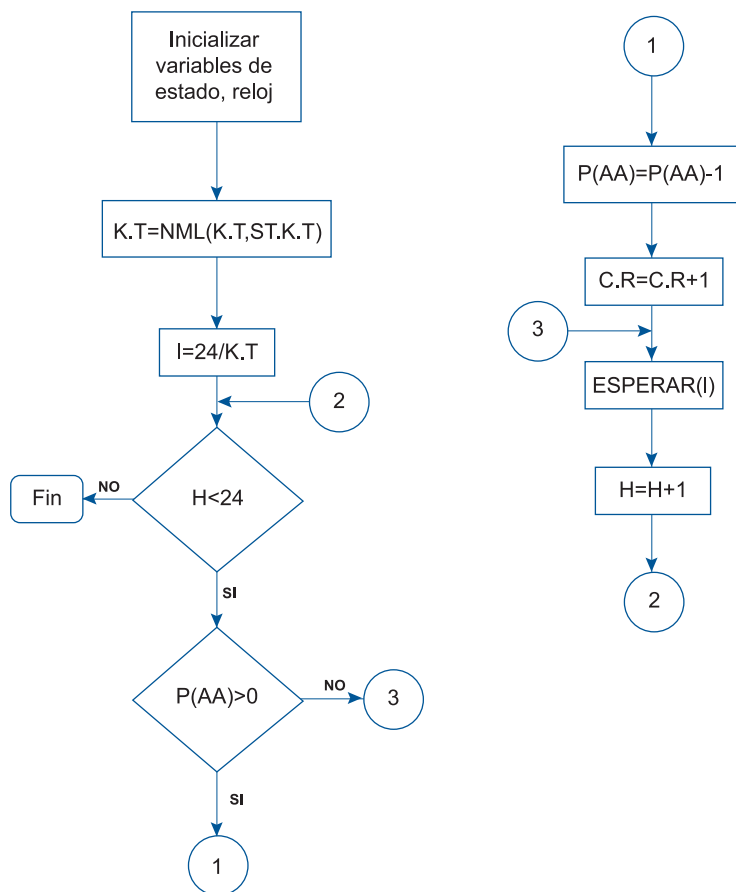 Inicializar
variables de
estado, reloj
K.T=NML(K.T,ST.K.T)
I=24/K.T
2
H<24
NO
Fin
SI
P(AA)>0
NO
3
SI
1
1
P(AA)=P(AA)-1
C.R=C.R+1
3
ESPERAR(I)
H=H+1
2